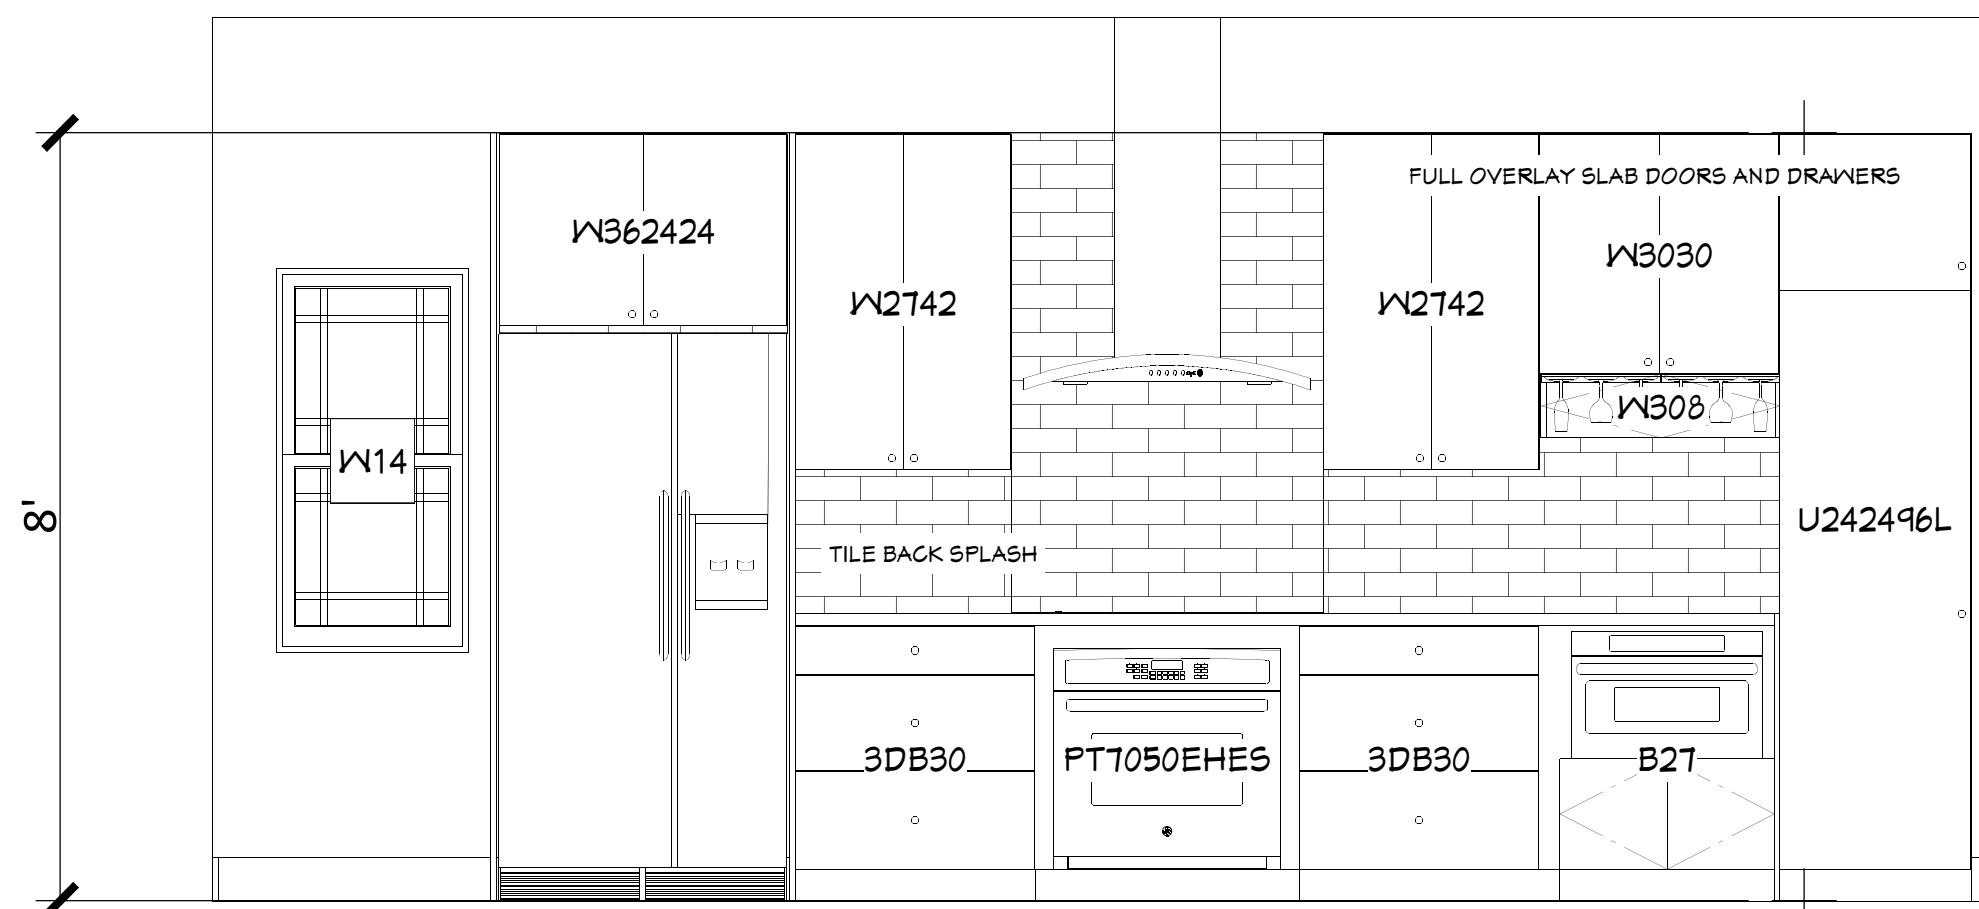 FULL OVERLAY SLAB DOORS AND DRAWERS
W362424
W3030
W2742
W2742
W308
W14
8'
U242496L
TILE BACK SPLASH
3DB30
PT7050EHES
3DB30
B27